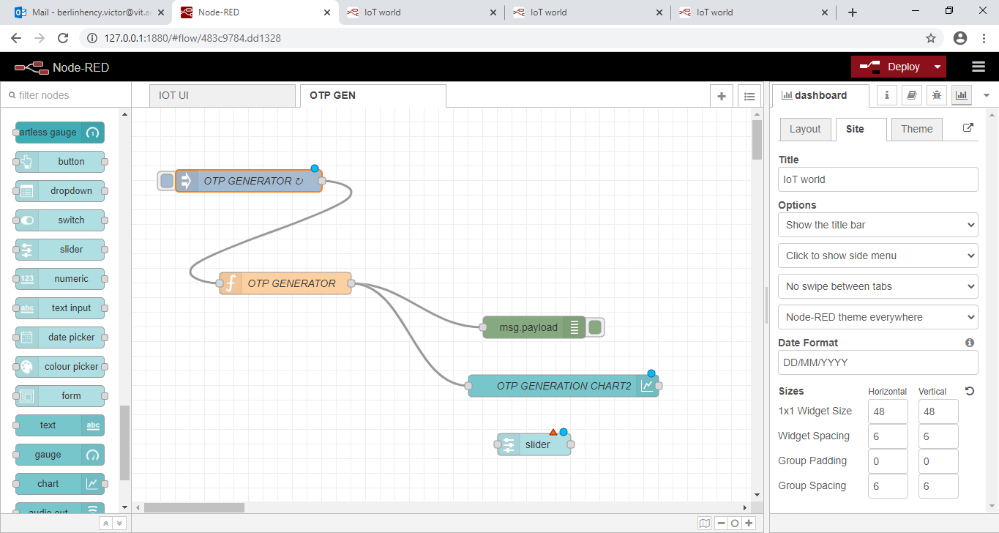 Mail - berlinhency.victor@vit.a
Node-RED
IoT world
IoT world
IoT world
127.0.0.1:1880/#flow/483c9784.dd1328
Node-RED
Deploy
filter nodes
IOT UI
OTP GEN
dashboard
i
artless gauge
button
dropdown
switch
slider
123 numeric
abc text input
date picker
colour picker
form
text abc
gauge
chart
audio out
OTP GENERATOR ↻
OTP GENERATOR
msg.payload
OTP GENERATION CHART2
slider
Layout
Site
Theme
Title
IoT world
Options
Show the title bar
Click to show side menu
No swipe between tabs
Node-RED theme everywhere
Date Format
DD/MM/YYYY
Sizes Horizontal Vertical
1x1 Widget Size 48 48
Widget Spacing 6 6
Group Padding 0 0
Group Spacing 6 6